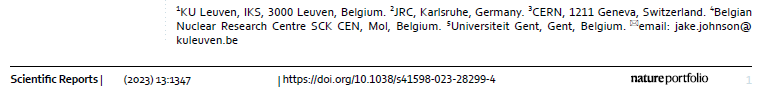 ¹KU Leuven, IKS, 3000 Leuven, Belgium. ²JRC, Karlsruhe, Germany. ³CERN, 1211 Geneva, Switzerland. ⁴Belgian
Nuclear Research Centre SCK CEN, Mol, Belgium. ⁵Universiteit Gent, Gent, Belgium. ✉email: jake.johnson@
kuleuven.be
Scientific Reports | (2023) 13:1347 | https://doi.org/10.1038/s41598-023-28299-4 natureportfolio 1